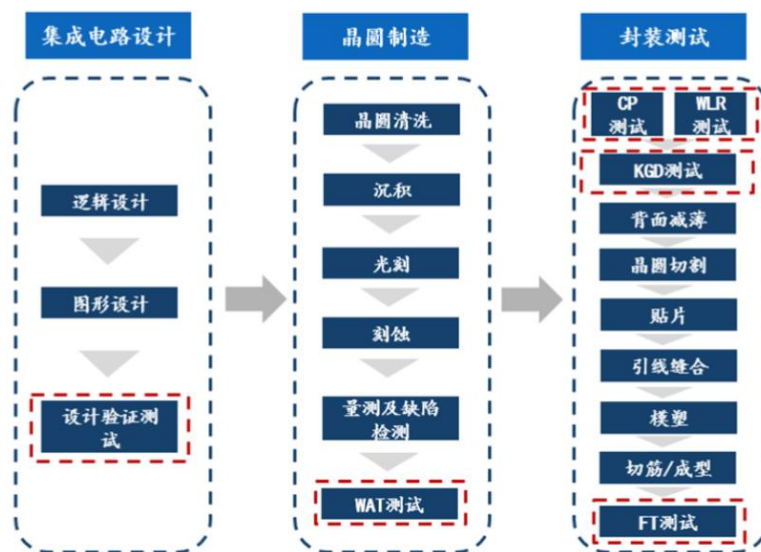 集成电路设计
逻辑设计
图形设计
设计验证测
试
晶圆制造
晶圆清洗
沉积
光刻
刻蚀
量测及缺陷
检测
WAT测试
封装测试
CP
测试
WLR
测试
KGD测试
背面减薄
晶圆切割
贴片
引线缝合
模塑
切筋/成型
FT测试